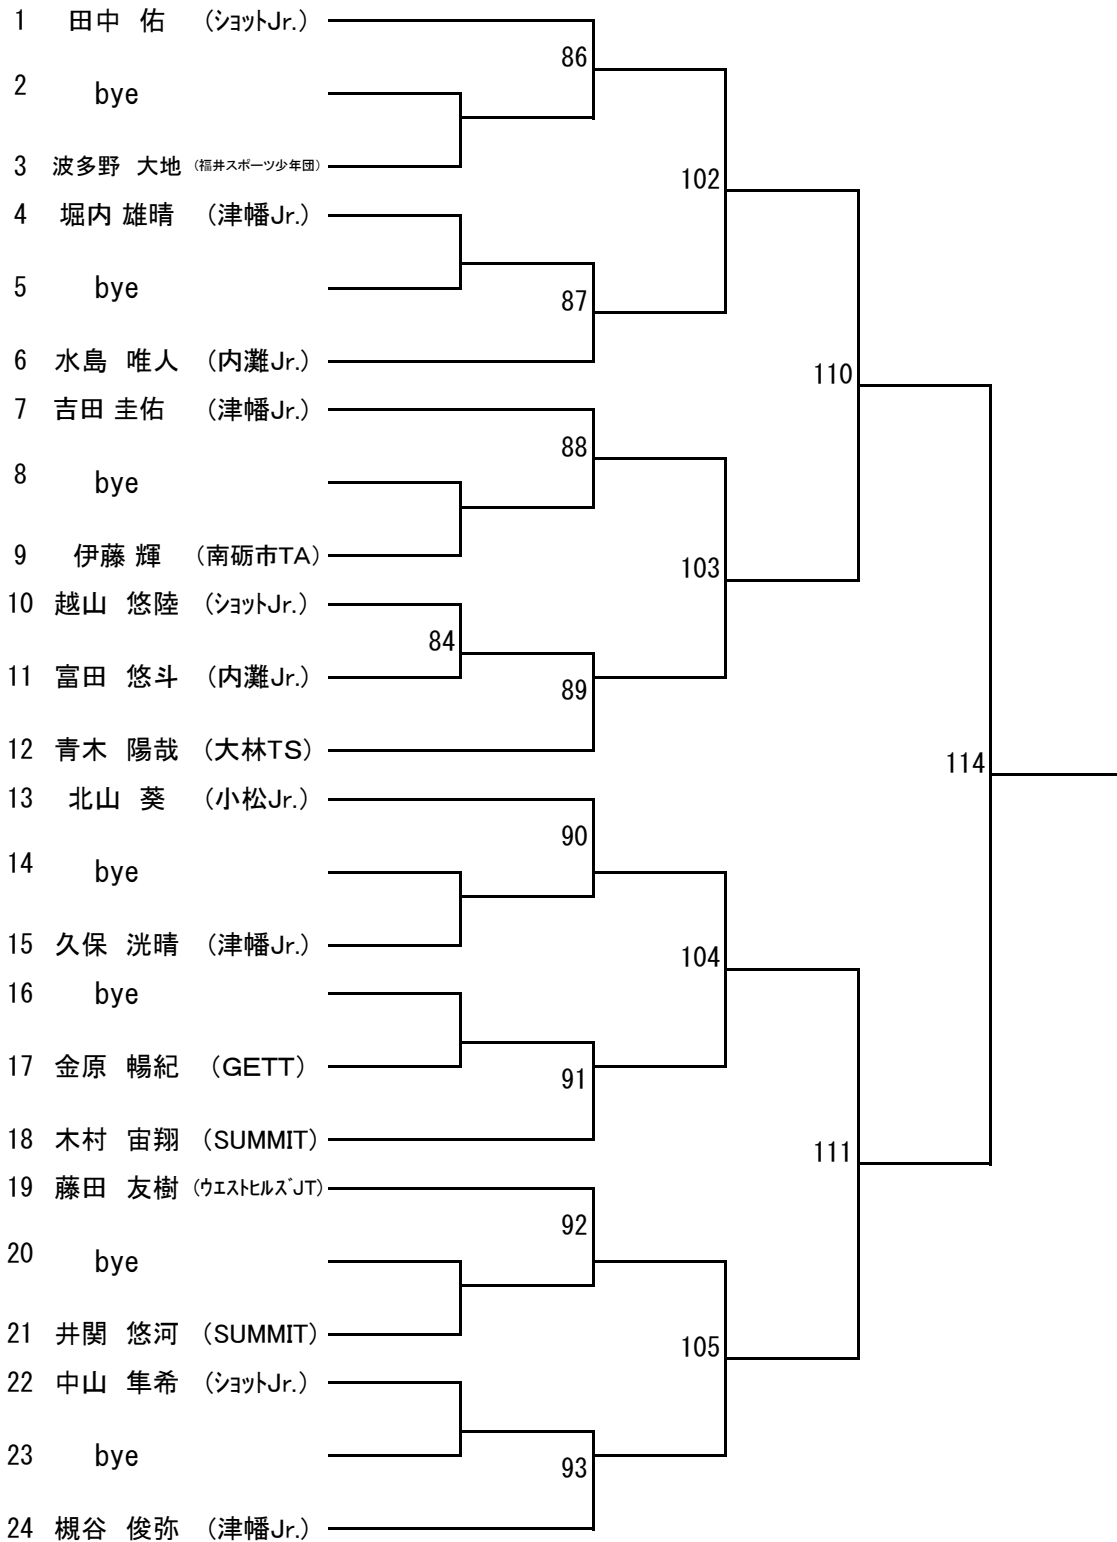 1 田中 佑 (ｼｮｯﾄJr.)
86
2 bye
3 波多野 大地 (福井スポーツ少年団)
102
4 堀内 雄晴 (津幡Jr.)
5 bye
87
6 水島 唯人 (内灘Jr.)
110
7 吉田 圭佑 (津幡Jr.)
88
8 bye
9 伊藤 輝 (南砺市TA)
103
10 越山 悠陸 (ｼｮｯﾄJr.)
84
11 富田 悠斗 (内灘Jr.)
89
12 青木 陽哉 (大林TS)
114
13 北山 葵 (小松Jr.)
90
14 bye
15 久保 洸晴 (津幡Jr.)
104
16 bye
17 金原 暢紀 (GETT)
91
18 木村 宙翔 (SUMMIT)
111
19 藤田 友樹 (ｳｴｽﾄﾋﾙｽﾞJT)
92
20 bye
21 井関 悠河 (SUMMIT)
105
22 中山 隼希 (ｼｮｯﾄJr.)
23 bye
93
24 槻谷 俊弥 (津幡Jr.)